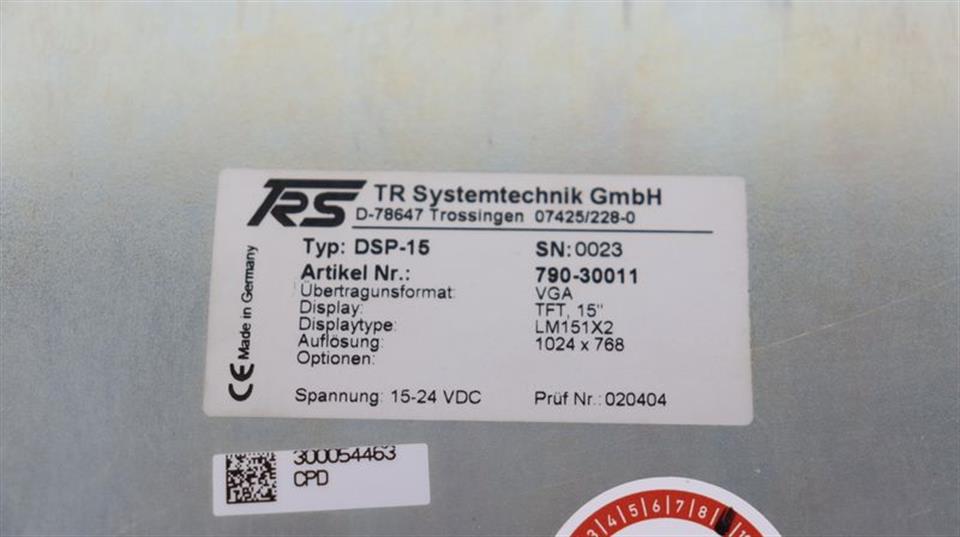 TRS
TR Systemtechnik GmbH
D-78647 Trossingen 07425/228-0
Typ: DSP-15 SN: 0023
Artikel Nr.: 790-30011
Übertragunsformat: VGA
Display: TFT, 15"
Displaytype: LM151X2
Auflösung: 1024 x 768
Optionen:
Spannung: 15-24 VDC Prüf Nr.: 020404
CE Made in Germany
300054463
CPD
3 4 5 6 7 8